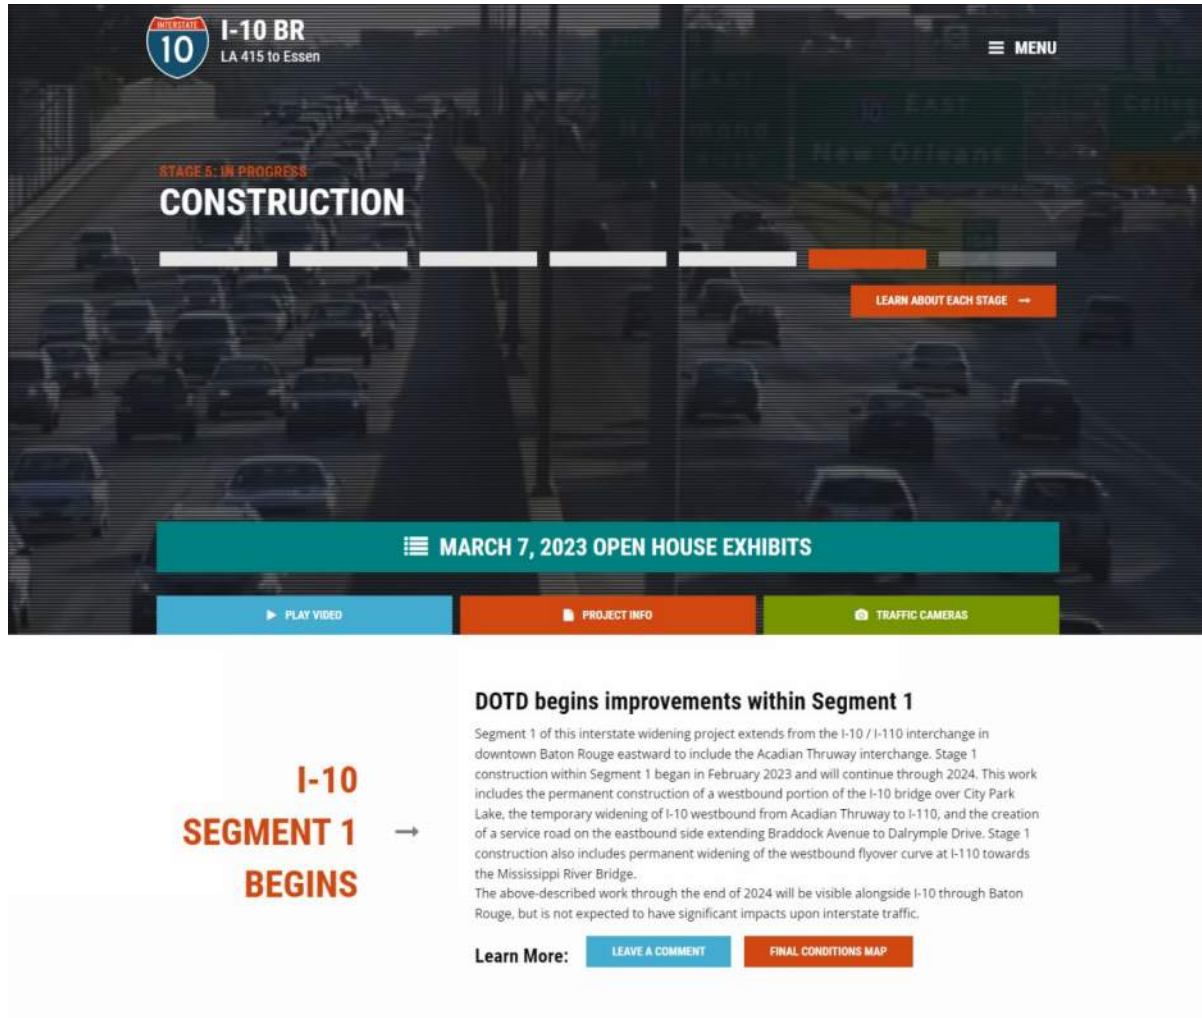 INTERSTATE
10
I-10 BR
LA 415 to Essen
MENU
EAST
10 EAST
New Orleans
STAGE 5: IN PROGRESS
CONSTRUCTION
LEARN ABOUT EACH STAGE
MARCH 7, 2023 OPEN HOUSE EXHIBITS
PLAY VIDEO
PROJECT INFO
TRAFFIC CAMERAS
I-10
SEGMENT 1
BEGINS
DOTD begins improvements within Segment 1
Segment 1 of this interstate widening project extends from the I-10 / I-110 interchange in
downtown Baton Rouge eastward to include the Acadian Thruway interchange. Stage 1
construction within Segment 1 began in February 2023 and will continue through 2024. This work
includes the permanent construction of a westbound portion of the I-10 bridge over City Park
Lake, the temporary widening of I-10 westbound from Acadian Thruway to I-110, and the creation
of a service road on the eastbound side extending Braddock Avenue to Dalrymple Drive. Stage 1
construction also includes permanent widening of the westbound flyover curve at I-110 towards
the Mississippi River Bridge.
The above-described work through the end of 2024 will be visible alongside I-10 through Baton
Rouge, but is not expected to have significant impacts upon interstate traffic.
Learn More:
LEAVE A COMMENT
FINAL CONDITIONS MAP